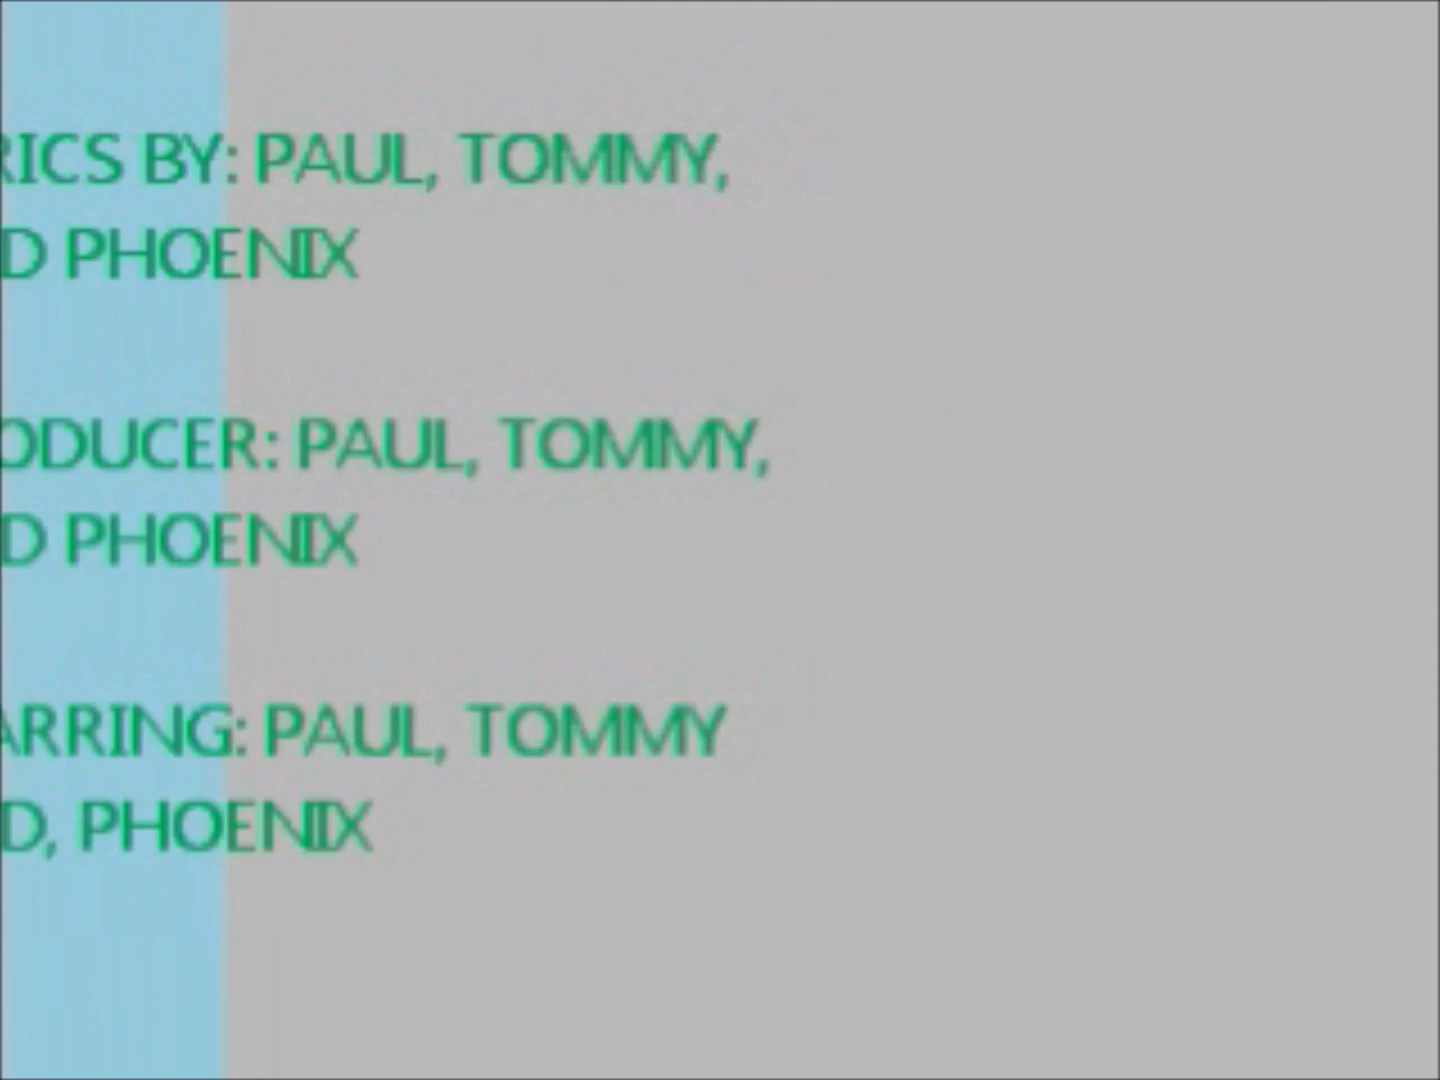 RICS BY: PAUL, TOMMY,
D PHOENIX
ODUCER: PAUL, TOMMY,
D PHOENIX
ARRING: PAUL, TOMMY
D, PHOENIX